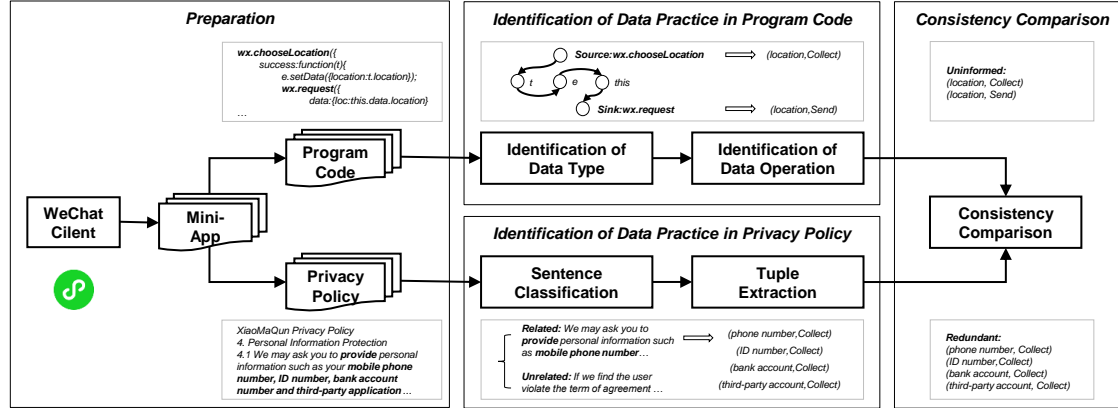 Preparation
wx.chooseLocation({
success:function(t){
e.setData({location:t.location});
wx.request({
data:{loc:this.data.location}
…
Program
Code
WeChat
Cilent
Mini-
App
Privacy
Policy
XiaoMaQun Privacy Policy
4. Personal Information Protection
4.1 We may ask you to provide personal
information such as your mobile phone
number, ID number, bank account
number and third-party application…
Identification of Data Practice in Program Code
Source:wx.chooseLocation
(location,Collect)
t
e
this
Sink:wx.request
(location,Send)
Identification of
Data Type
Identification of
Data Operation
Identification of Data Practice in Privacy Policy
Sentence
Classification
Tuple
Extraction
Related: We may ask you to
provide personal information such
as mobile phone number…
Unrelated: If we find the user
violate the term of agreement …
(phone number,Collect)
(ID number,Collect)
(bank account,Collect)
(third-party account,Collect)
Consistency Comparison
Uninformed:
(location, Collect)
(location, Send)
Consistency
Comparison
Redundant:
(phone number, Collect)
(ID number, Collect)
(bank account, Collect)
(third-party account, Collect)